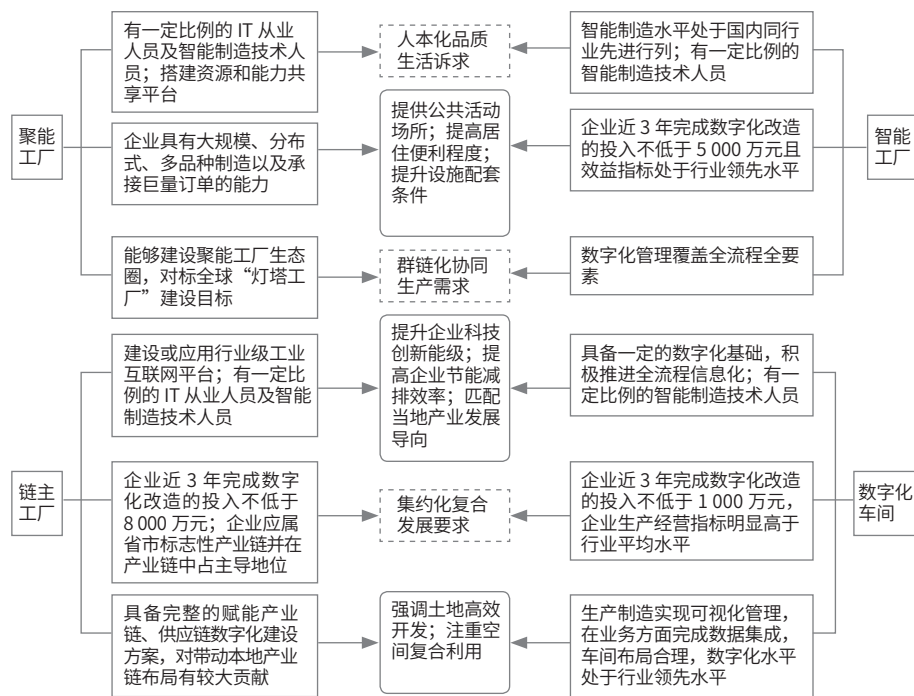 聚能
工厂
有一定比例的 IT 从业
人员及智能制造技术人
员；搭建资源和能力共
享平台
企业具有大规模、分布
式、多品种制造以及承
接巨量订单的能力
能够建设聚能工厂生态
圈，对标全球“灯塔工
厂”建设目标
链主
工厂
建设或应用行业级工业
互联网平台；有一定比
例的 IT 从业人员及智能
制造技术人员
企业近 3 年完成数字
化改造的投入不低于
8 000 万元；企业应属
省市标志性产业链并在
产业链中占主导地位
具备完整的赋能产业
链、供应链数字化建设
方案，对带动本地产业
链布局有较大贡献
人本化品质
生活诉求
提供公共活动
场所；提高居
住便利程度；
提升设施配套
条件
群链化协同
生产需求
提升企业科技
创新能级；提
高企业节能减
排效率；匹配
当地产业发展
导向
集约化复合
发展要求
强调土地高效
开发；注重空
间复合利用
智能制造水平处于国内同行
业先进行列；有一定比例的
智能制造技术人员
企业近 3 年完成数字化改造
的投入不低于 5 000 万元且
效益指标处于行业领先水平
数字化管理覆盖全流程全要
素
智能
工厂
具备一定的数字化基础，积
极推进全流程信息化；有一
定比例的智能制造技术人员
企业近 3 年完成数字化改造
的投入不低于 1 000 万元，
企业生产经营指标明显高于
行业平均水平
生产制造实现可视化管理，
在业务方面完成数据集成，
车间布局合理，数字化水平
处于行业领先水平
数字化
车间